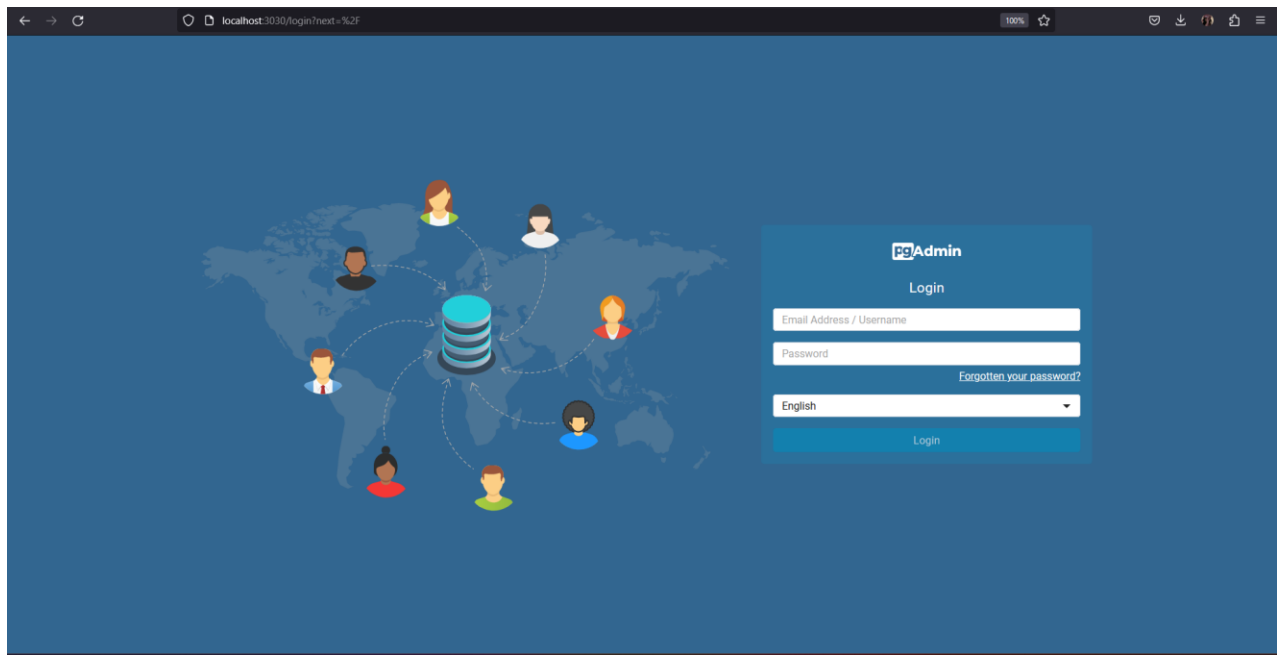 localhost:3030/login?next=%2F
100%
pgAdmin
Login
Email Address / Username
Password
Forgotten your password?
English
Login